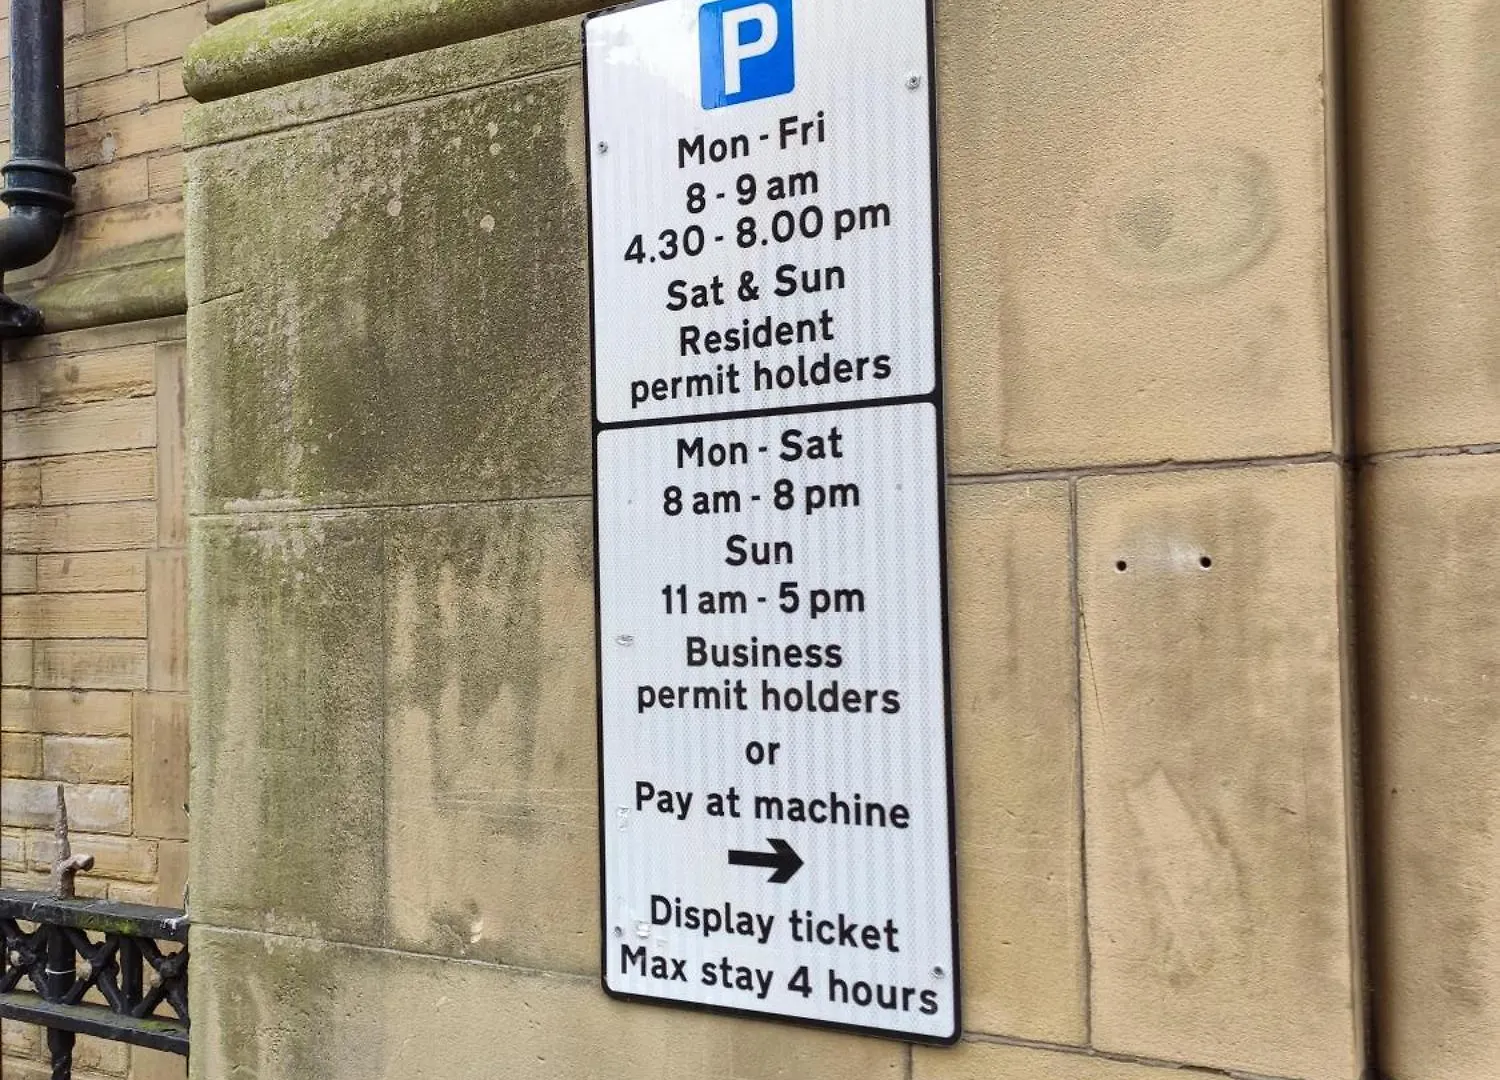 P
Mon - Fri
8 - 9 am
4.30 - 8.00 pm
Sat & Sun
Resident
permit holders
Mon - Sat
8 am - 8 pm
Sun
11 am - 5 pm
Business
permit holders
or
Pay at machine
Display ticket
Max stay 4 hours